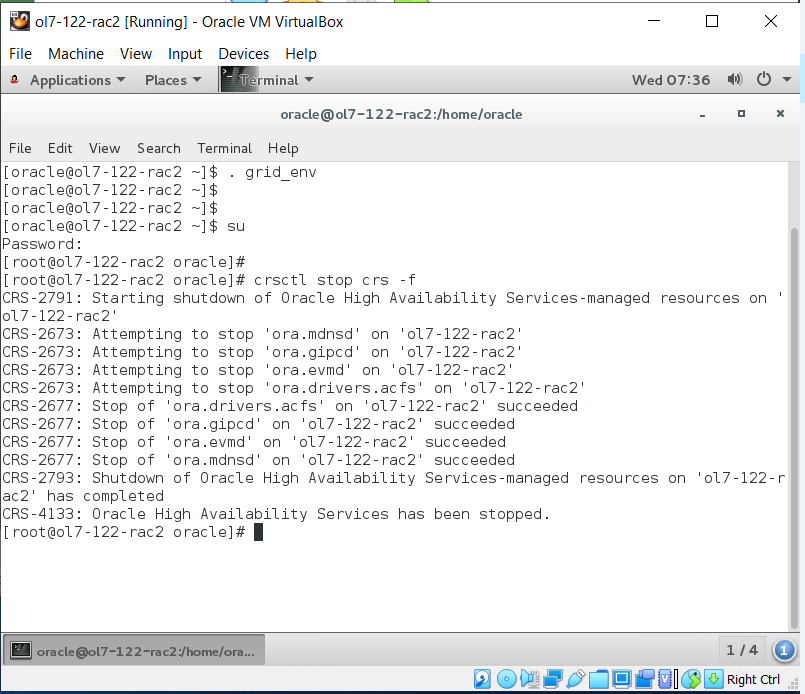 ol7-122-rac2 [Running] - Oracle VM VirtualBox
File Machine View Input Devices Help
Applications Places Terminal Wed 07:36
oracle@ol7-122-rac2:/home/oracle
File Edit View Search Terminal Help
[oracle@ol7-122-rac2 ~]$ . grid_env
[oracle@ol7-122-rac2 ~]$
[oracle@ol7-122-rac2 ~]$
[oracle@ol7-122-rac2 ~]$ su
Password:
[root@ol7-122-rac2 oracle]#
[root@ol7-122-rac2 oracle]# crsctl stop crs -f
CRS-2791: Starting shutdown of Oracle High Availability Services-managed resources on '
ol7-122-rac2'
CRS-2673: Attempting to stop 'ora.mdnsd' on 'ol7-122-rac2'
CRS-2673: Attempting to stop 'ora.gipcd' on 'ol7-122-rac2'
CRS-2673: Attempting to stop 'ora.evmd' on 'ol7-122-rac2'
CRS-2673: Attempting to stop 'ora.drivers.acfs' on 'ol7-122-rac2'
CRS-2677: Stop of 'ora.drivers.acfs' on 'ol7-122-rac2' succeeded
CRS-2677: Stop of 'ora.gipcd' on 'ol7-122-rac2' succeeded
CRS-2677: Stop of 'ora.evmd' on 'ol7-122-rac2' succeeded
CRS-2677: Stop of 'ora.mdnsd' on 'ol7-122-rac2' succeeded
CRS-2793: Shutdown of Oracle High Availability Services-managed resources on 'ol7-122-r
ac2' has completed
CRS-4133: Oracle High Availability Services has been stopped.
[root@ol7-122-rac2 oracle]#
oracle@ol7-122-rac2:/home/ora... 1 / 4 1
Right Ctrl